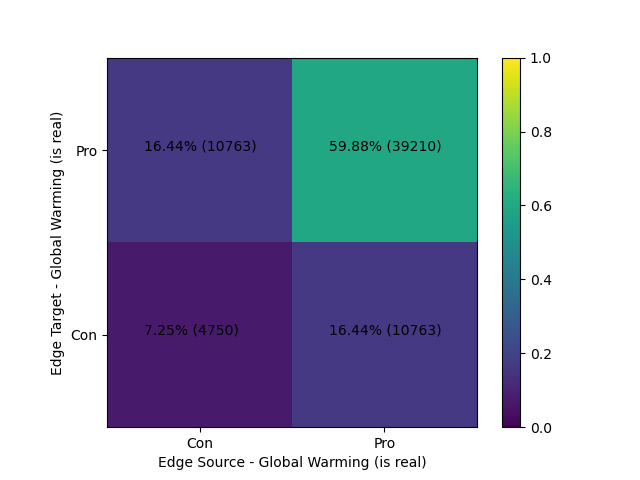 Edge Target - Global Warming (is real)
Pro
Con
16.44% (10763)
59.88% (39210)
7.25% (4750)
16.44% (10763)
Con
Pro
Edge Source - Global Warming (is real)
1.0
0.8
0.6
0.4
0.2
0.0